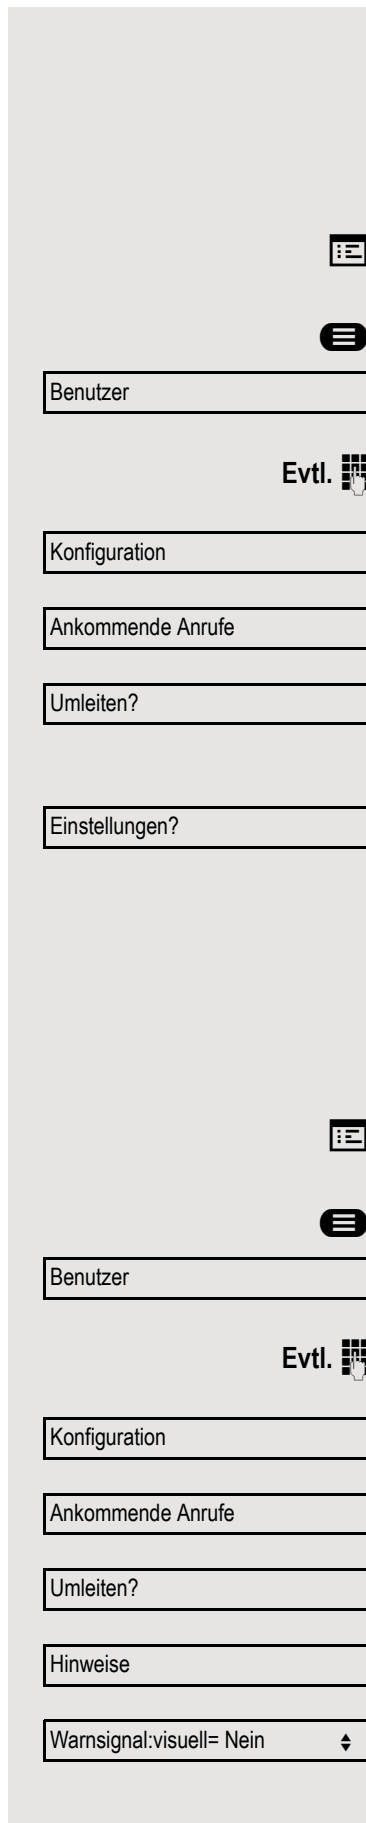 Benutzer
Evtl.
Konfiguration
Ankommende Anrufe
Umleiten?
Einstellungen?
Benutzer
Evtl.
Konfiguration
Ankommende Anrufe
Umleiten?
Hinweise
Warnsignal:visuell= Nein